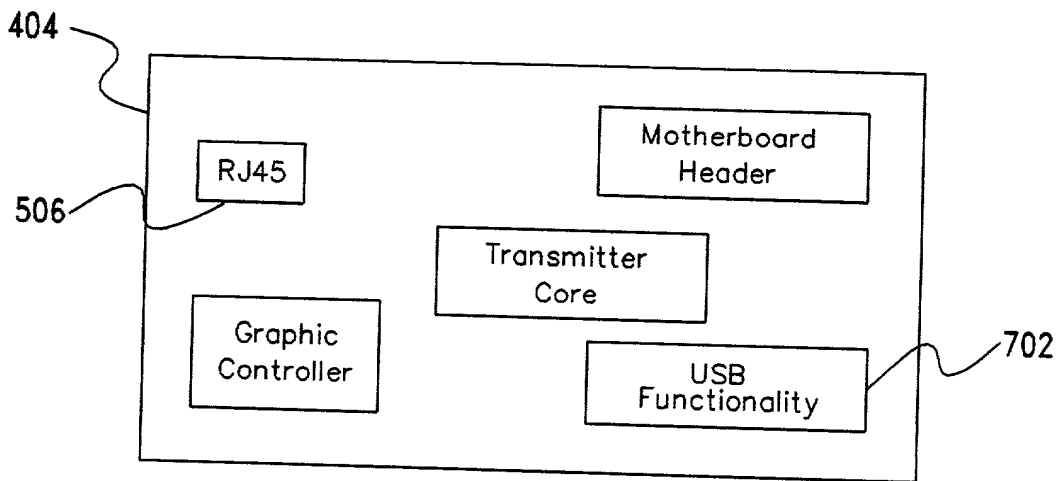 404
Motherboard
Header
RJ45
506
Transmitter
Core
Graphic
Controller
702
USB
Functionality